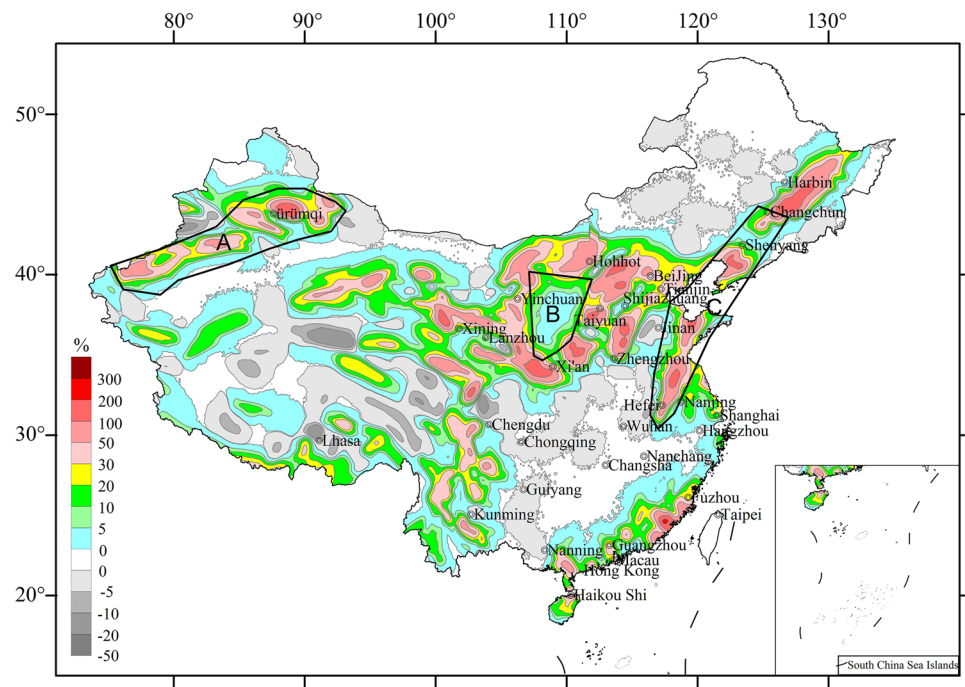 80° 90° 100° 110° 120° 130°
50°
40°
30°
20°
Harbin
Changchun
ürümqi
A
Shenyang
Hohhot
BeiJing
Tianjin
Yinchuan
Shijiazhuang
C
B
Taiyuan
Xining
Jinan
Lanzhou
Zhengzhou
Xi'an
Hefei
Nanjing
Shanghai
Chengdu
Wuhan
Hangzhou
Lhasa
Chongqing
Nanchang
Changsha
Guiyang
Fuzhou
Kunming
Taipei
Nanning
Guangzhou
Macau
Hong Kong
Haikou Shi
%
300
200
100
50
30
20
10
5
0
0
-5
-10
-20
-50
South China Sea Islands